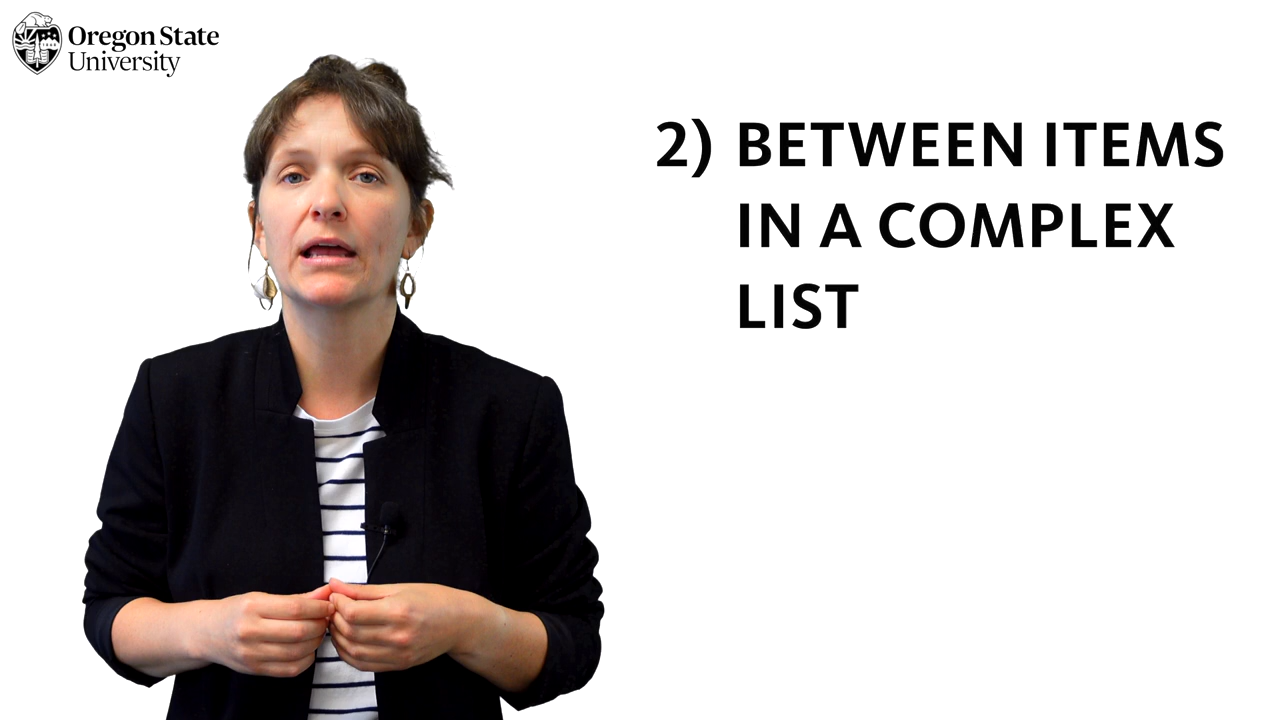 Oregon State
University
2) BETWEEN ITEMS
IN A COMPLEX
LIST